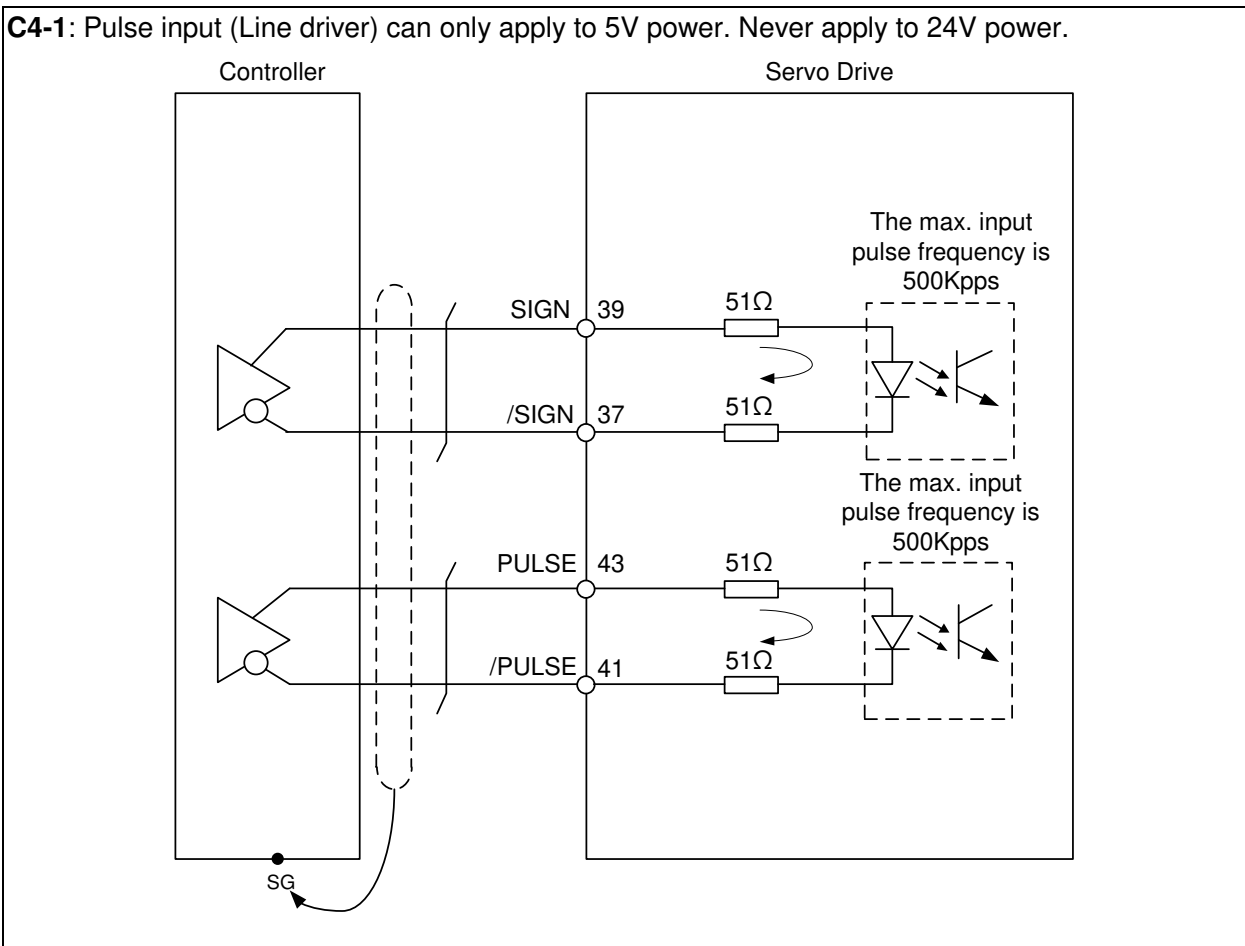 C4-1: Pulse input (Line driver) can only apply to 5V power. Never apply to 24V power.
Controller
Servo Drive
The max. input
pulse frequency is
500Kpps
SIGN
39
51Ω
/SIGN
37
51Ω
The max. input
pulse frequency is
500Kpps
PULSE
43
51Ω
/PULSE
41
51Ω
SG